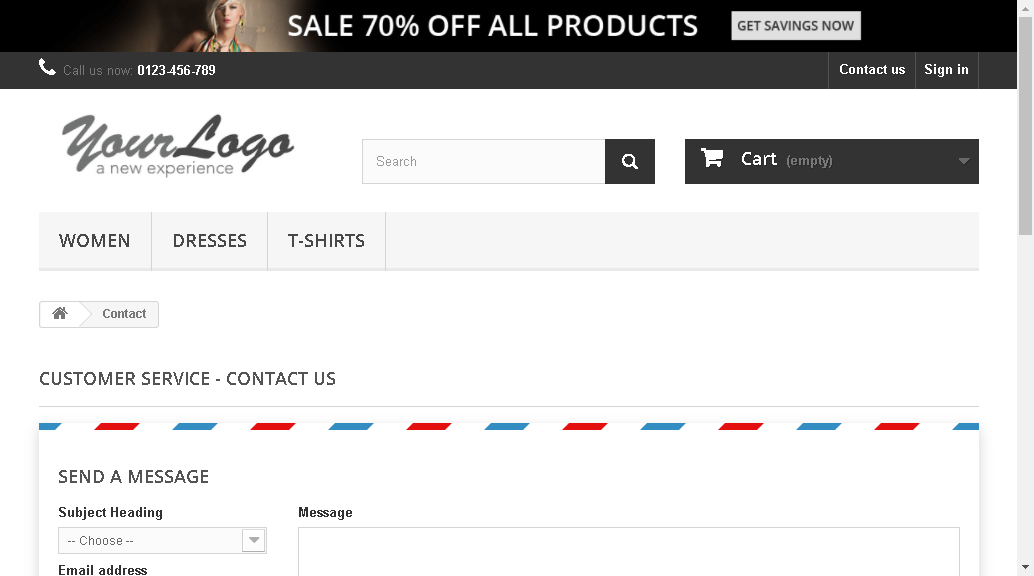 SALE 70% OFF ALL PRODUCTS
GET SAVINGS NOW
Call us now: 0123-456-789
Contact us
Sign in
YourLogo
a new experience
Search
Cart (empty)
WOMEN
DRESSES
T-SHIRTS
Contact
CUSTOMER SERVICE - CONTACT US
SEND A MESSAGE
Subject Heading
-- Choose --
Email address
Message